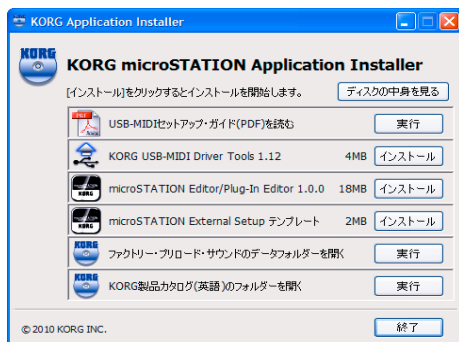 KORG Application Installer
KORG
KORG microSTATION Application Installer
[インストール]をクリックするとインストールを開始します。 ディスクの中身を見る
PDF USB-MIDIセットアップ・ガイド(PDF)を読む 実行
KORG USB-MIDI Driver Tools 1.12 4MB インストール
KORG microSTATION Editor/Plug-In Editor 1.0.0 18MB インストール
KORG microSTATION External Setup テンプレート 2MB インストール
KORG ファクトリー・プリロード・サウンドのデータフォルダーを開く 実行
KORG KORG製品カタログ(英語)のフォルダーを開く 実行
© 2010 KORG INC. 終了